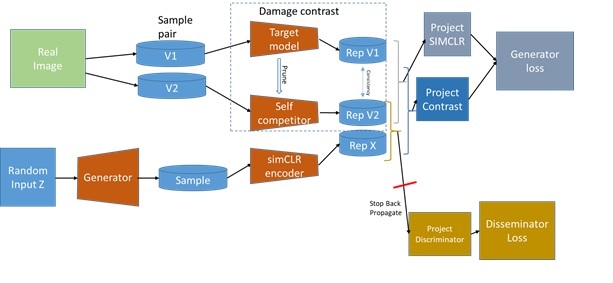 Damage contrast
Sample
pair
Real
Image
V1
V2
Target
model
Prune
Self
competitor
Rep V1
Consistency
Rep V2
Rep X
Project
SIMCLR
Project
Contrast
Generator
loss
Random
Input Z
Generator
Sample
simCLR
encoder
Stop Back
Propagate
Project
Discriminator
Disseminator
Loss